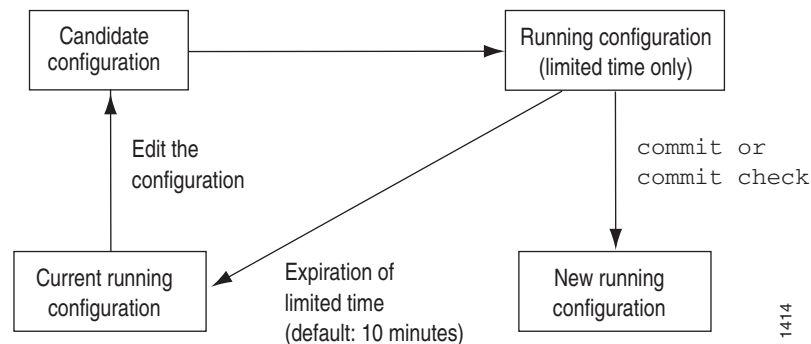 Candidate
configuration
Running configuration
(limited time only)
Edit the
configuration
commit or
commit check
Current running
configuration
Expiration of
limited time
(default: 10 minutes)
New running
configuration
1414